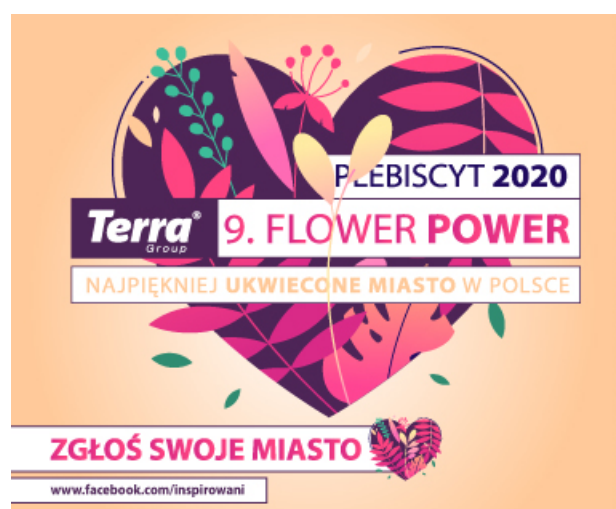 PLEBISCYT 2020
Terra®
Group
9. FLOWER POWER
NAJPIĘKNIEJ UKWIECONE MIASTO W POLSCE
ZGŁOŚ SWOJE MIASTO
www.facebook.com/inspirowani